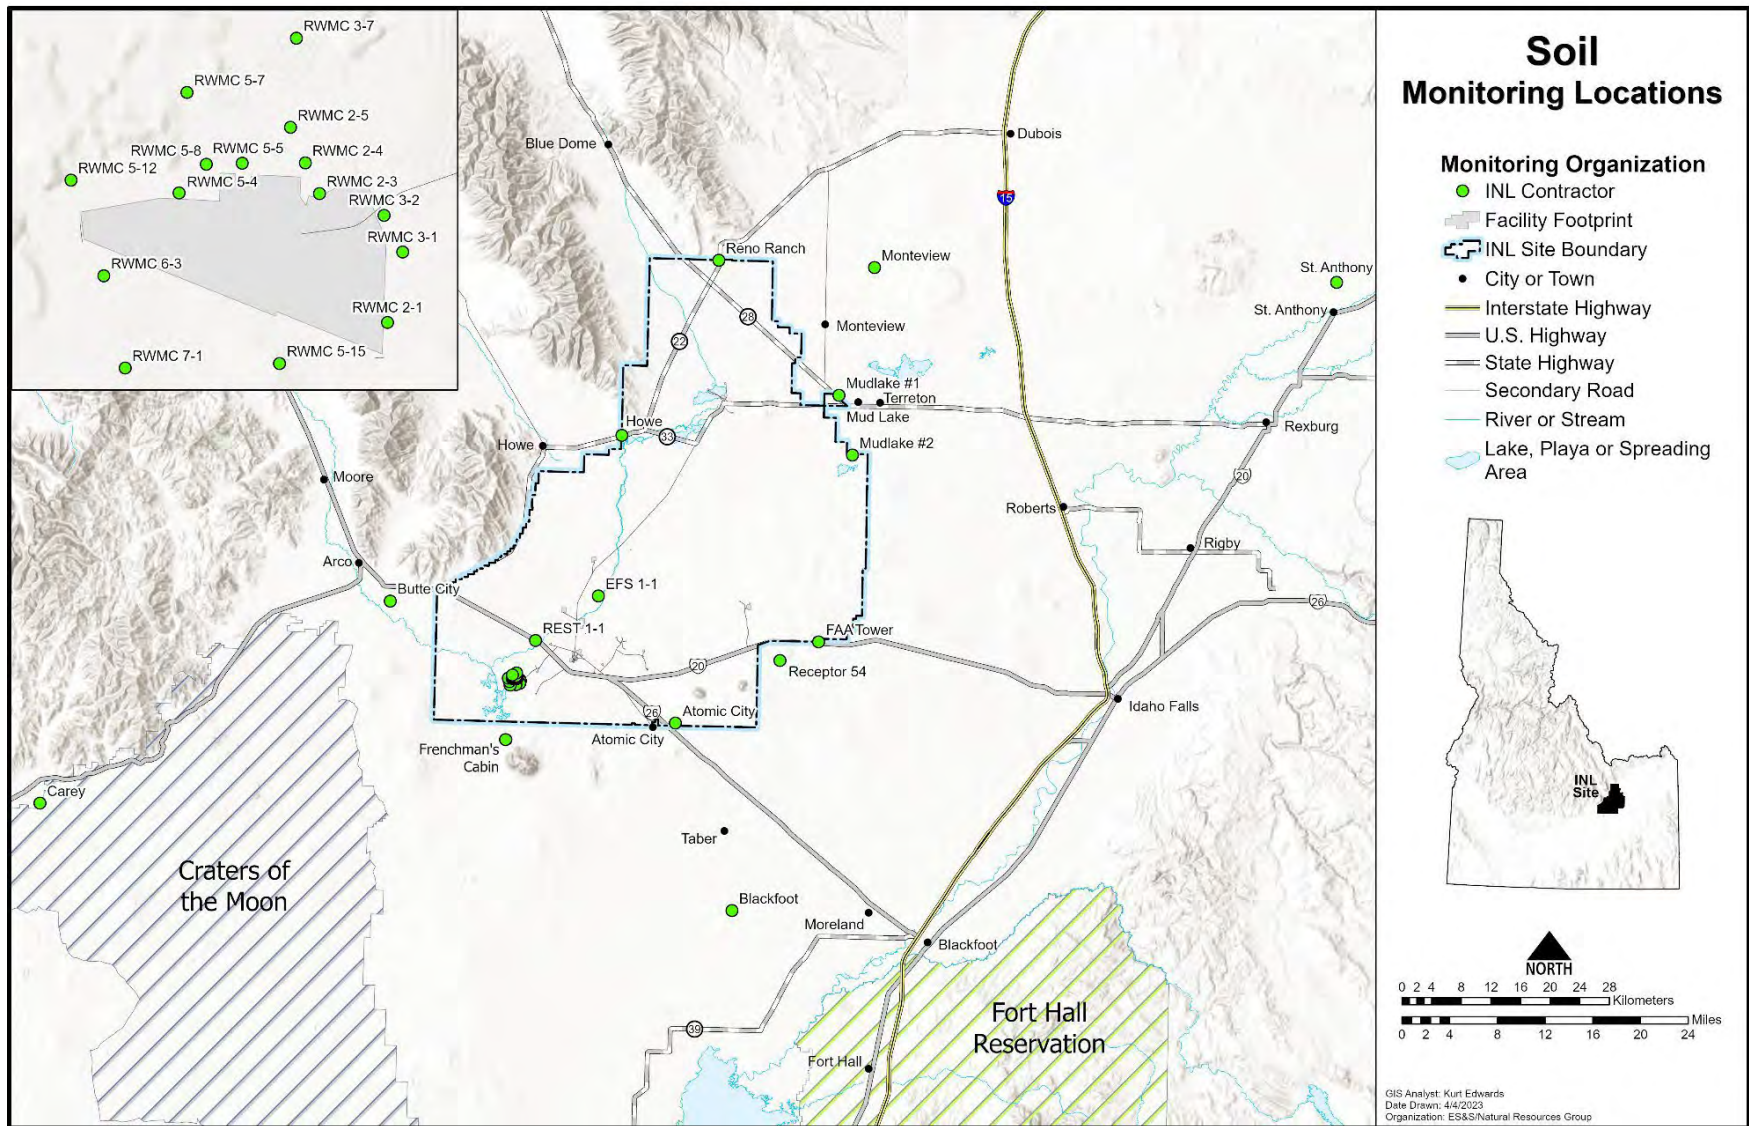 RWMC 3-7
RWMC 5-7
RWMC 2-5
RWMC 5-8
RWMC 5-5
RWMC 2-4
RWMC 5-12
RWMC 5-4
RWMC 2-3
RWMC 3-2
RWMC 3-1
RWMC 6-3
RWMC 2-1
RWMC 7-1
RWMC 5-15
Blue Dome
Dubois
15
Reno Ranch
Monteview
St. Anthony
St. Anthony
28
Monteview
22
Mudlake #1
Terreton
Mud Lake
Howe
Howe
33
Mudlake #2
Rexburg
Moore
20
Roberts
Rigby
Arco
Butte City
EFS 1-1
26
REST 1-1
FAA Tower
20
Receptor 54
Idaho Falls
26
Atomic City
Atomic City
Frenchman's
Cabin
Carey
Taber
Craters of
the Moon
Blackfoot
Moreland
Blackfoot
39
Fort Hall
Reservation
Fort Hall
Soil
Monitoring Locations
Monitoring Organization
INL Contractor
Facility Footprint
INL Site Boundary
City or Town
Interstate Highway
U.S. Highway
State Highway
Secondary Road
River or Stream
Lake, Playa or Spreading
Area
INL
Site
NORTH
0 2 4 8 12 16 20 24 28
Kilometers
Miles
0 2 4 8 12 16 20 24
GIS Analyst: Kurt Edwards
Date Drawn: 4/4/2023
Organization: ES&S/Natural Resources Group